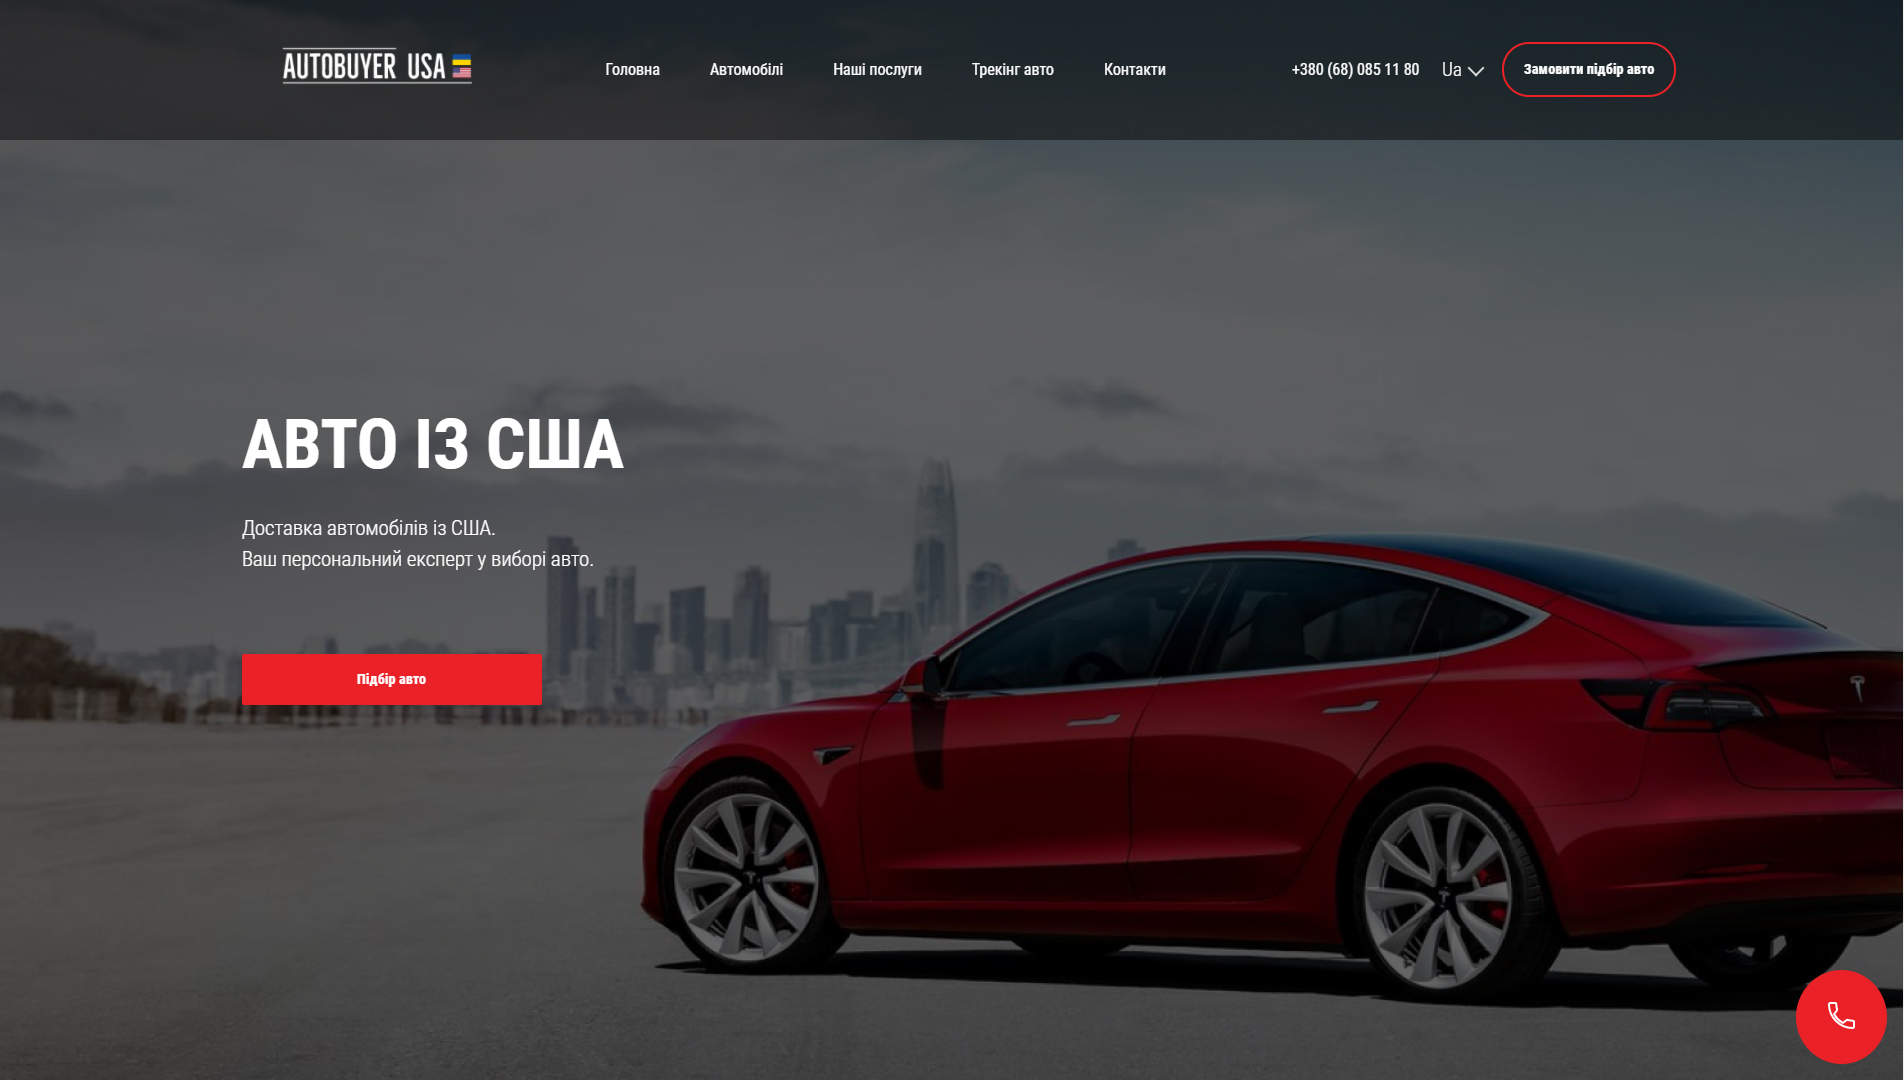 AUTOBUYER USA
Головна
Автомобілі
Наші послуги
Трекінг авто
Контакти
+380 (68) 085 11 80
Ua
Замовити підбір авто
АВТО ІЗ США
Доставка автомобілів із США.
Ваш персональний експерт у виборі авто.
Підбір авто